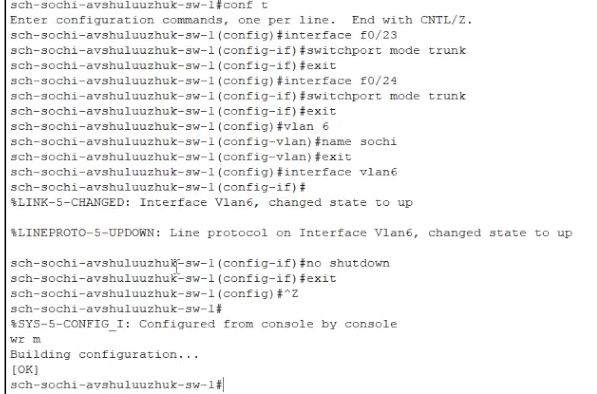 sch-sochi-avshuluuzhuk-sw-1#conf t
Enter configuration commands, one per line.  End with CNTL/Z.
sch-sochi-avshuluuzhuk-sw-1(config)#interface f0/23
sch-sochi-avshuluuzhuk-sw-1(config-if)#switchport mode trunk
sch-sochi-avshuluuzhuk-sw-1(config-if)#exit
sch-sochi-avshuluuzhuk-sw-1(config)#interface f0/24
sch-sochi-avshuluuzhuk-sw-1(config-if)#switchport mode trunk
sch-sochi-avshuluuzhuk-sw-1(config-if)#exit
sch-sochi-avshuluuzhuk-sw-1(config)#vlan 6
sch-sochi-avshuluuzhuk-sw-1(config-vlan)#name sochi
sch-sochi-avshuluuzhuk-sw-1(config-vlan)#exit
sch-sochi-avshuluuzhuk-sw-1(config)#interface vlan6
sch-sochi-avshuluuzhuk-sw-1(config-if)#
%LINK-5-CHANGED: Interface Vlan6, changed state to up
%LINEPROTO-5-UPDOWN: Line protocol on Interface Vlan6, changed state to up
sch-sochi-avshuluuzhuk-sw-1(config-if)#no shutdown
sch-sochi-avshuluuzhuk-sw-1(config-if)#exit
sch-sochi-avshuluuzhuk-sw-1(config)#^Z
sch-sochi-avshuluuzhuk-sw-1#
%SYS-5-CONFIG_I: Configured from console by console
wr m
Building configuration...
[OK]
sch-sochi-avshuluuzhuk-sw-1#